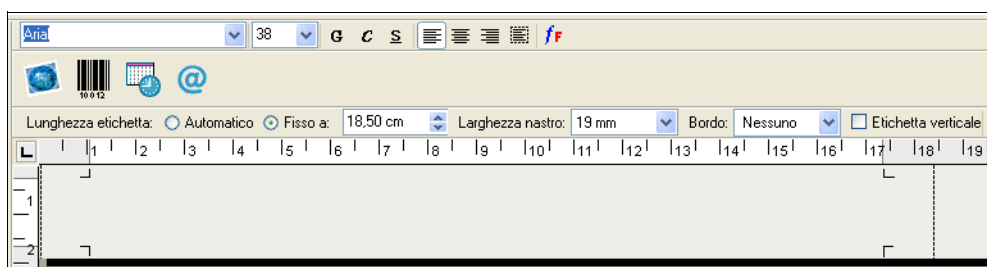 Arial 38 G C S fF
10012 @
Lunghezza etichetta: Automatico Fisso a: 18,50 cm Larghezza nastro: 19 mm Bordo: Nessuno Etichetta verticale
L 1 2 3 4 5 6 7 8 9 10 11 12 13 14 15 16 17 18 19
1
2